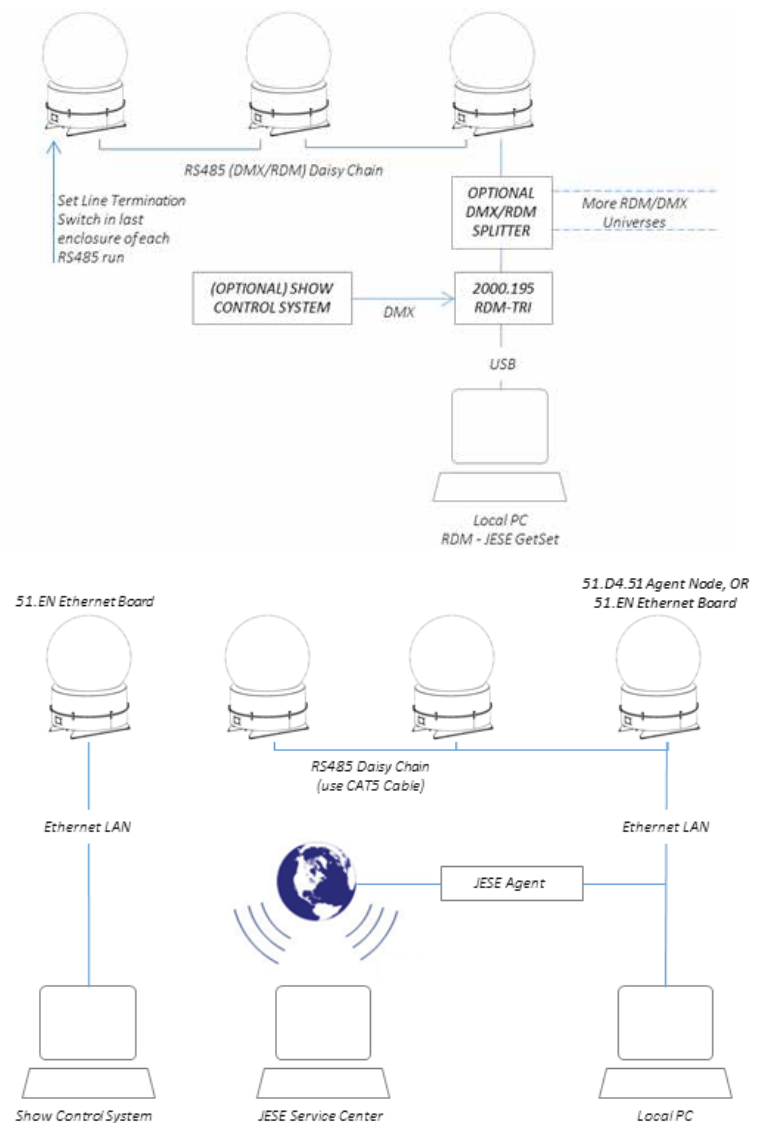 RS485 (DMX/RDM) Daisy Chain
Set Line Termination
Switch in last
enclosure of each
RS485 run
OPTIONAL
DMX/RDM
SPLITTER
More RDM/DMX
Universes
(OPTIONAL) SHOW
CONTROL SYSTEM
DMX
2000.195
RDM-TRI
USB
Local PC
RDM - JESE GetSet
51.EN Ethernet Board
51.D4.51 Agent Node, OR
51.EN Ethernet Board
RS485 Daisy Chain
(use CAT5 Cable)
Ethernet LAN
Ethernet LAN
JESE Agent
Show Control System
JESE Service Center
Local PC